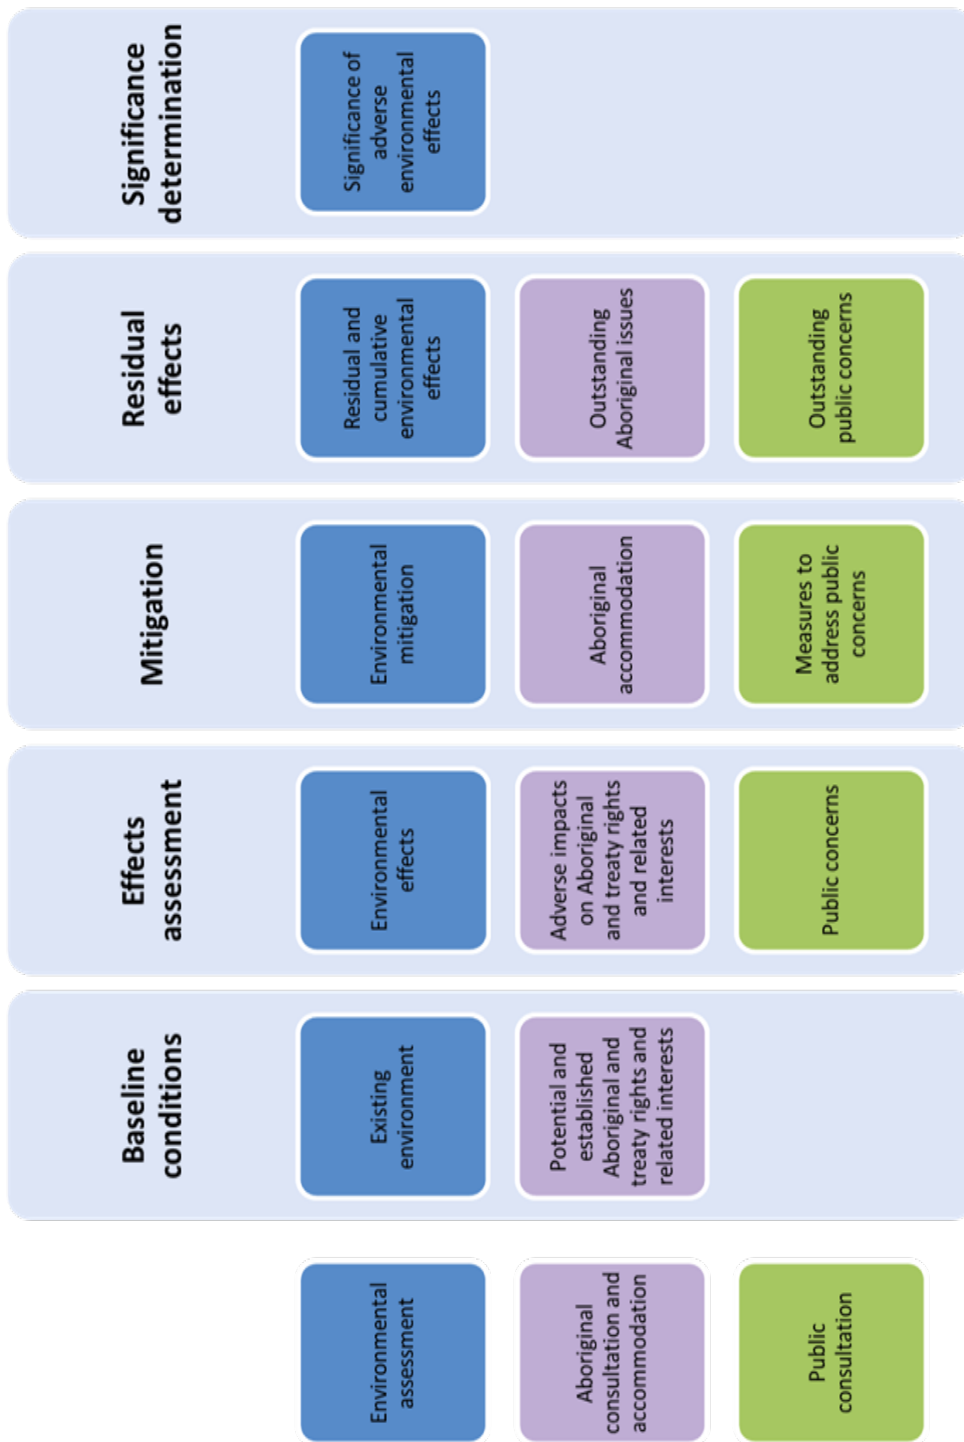 Baseline
conditions
Effects
assessment
Mitigation
Residual
effects
Significance
determination
Environmental
assessment
Existing
environment
Environmental
effects
Environmental
mitigation
Residual and
cumulative
environmental
effects
Significance of
adverse
environmental
effects
Aboriginal
consultation and
accommodation
Potential and
established
Aboriginal and
treaty rights and
related interests
Adverse impacts
on Aboriginal
and treaty rights
and related
interests
Aboriginal
accommodation
Outstanding
Aboriginal issues
Public
consultation
Public concerns
Measures to
address public
concerns
Outstanding
public concerns